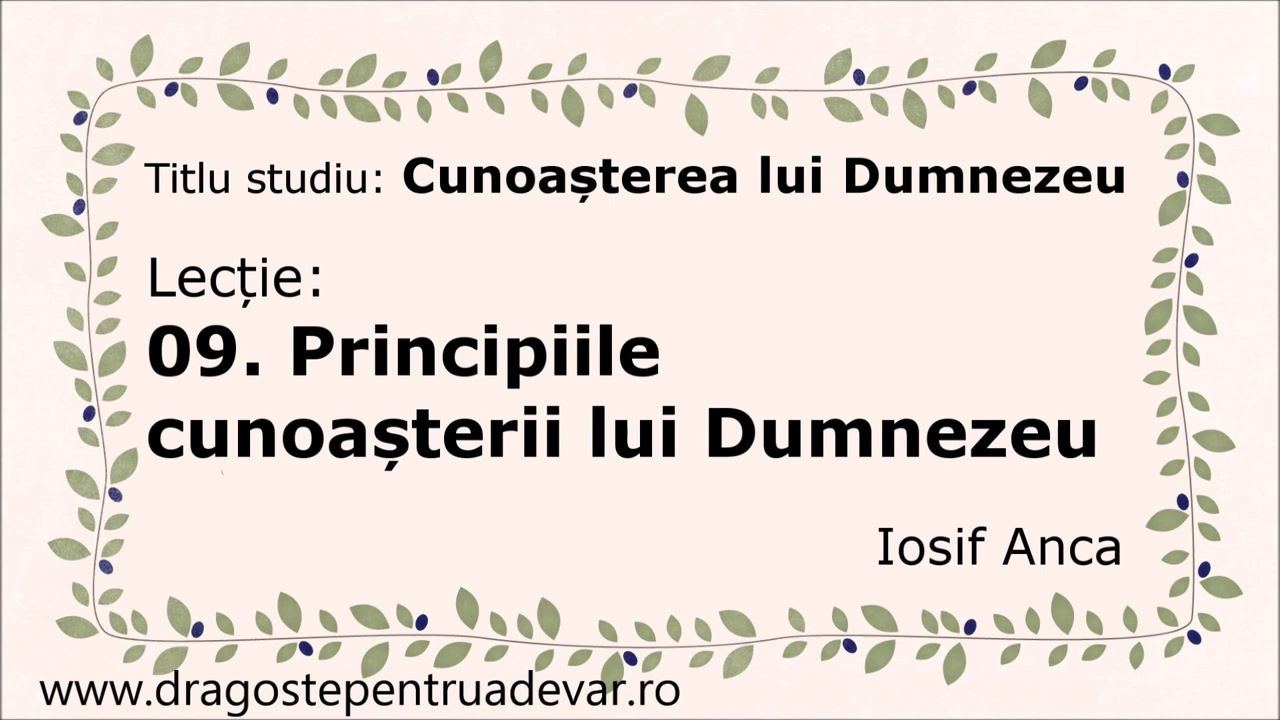 Titlu studiu: Cunoașterea lui Dumnezeu
Lecție:
09. Principiile
cunoașterii lui Dumnezeu
Iosif Anca
www.dragostepentruadevar.ro